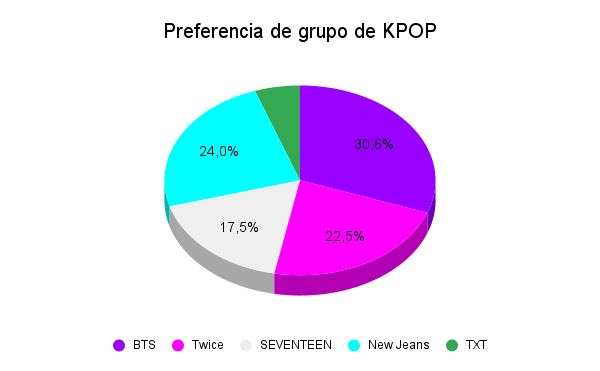 Preferencia de grupo de KPOP
24,0%
30,6%
17,5%
22,5%
BTS
Twice
SEVENTEEN
New Jeans
TXT